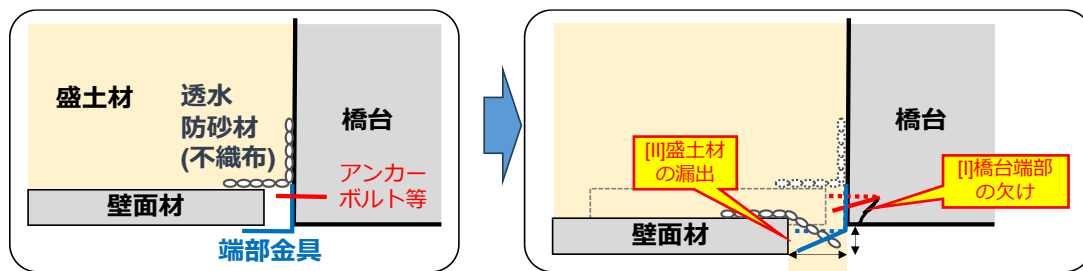 盛土材
透水
防砂材
(不織布)
橋台
アンカー
ボルト等
壁面材
端部金具
[II]盛土材
の漏出
橋台
[I]橋台端部
の欠け
壁面材